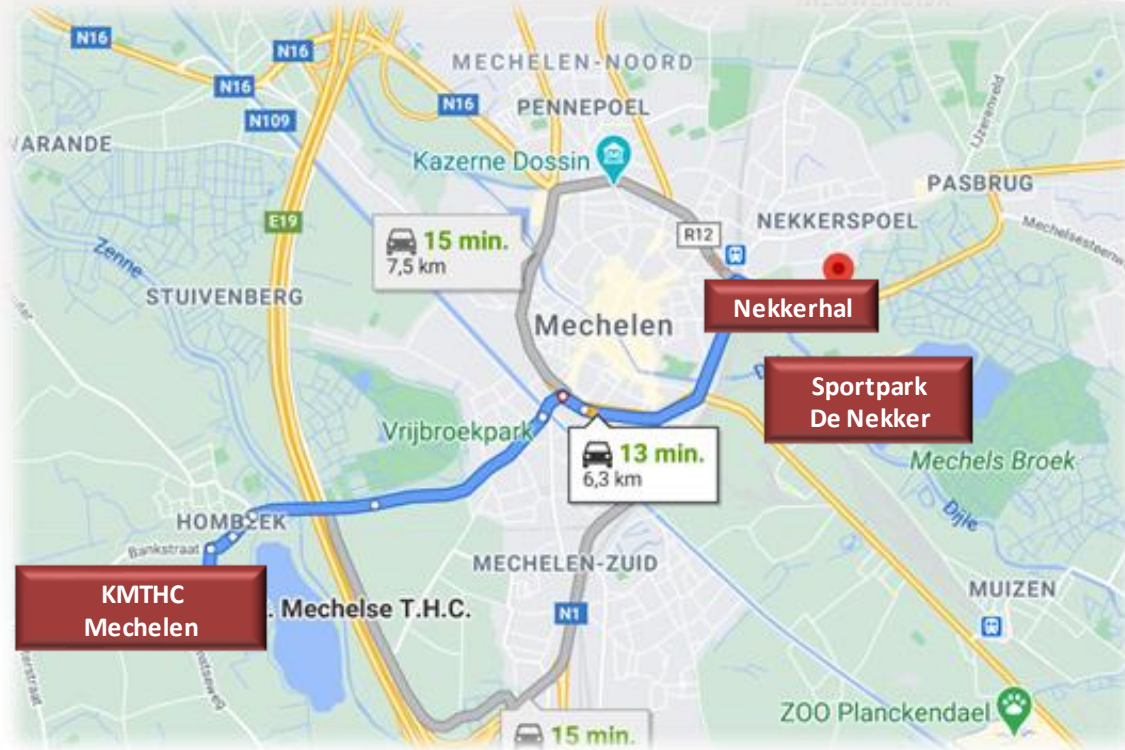 N16
N16
N16
N16
N109
MECHELEN-NOORD
PENNEPOEL
Kazerne Dossin
IJzerenveld
PASBRUG
NEKKERSPOEL
Mechelsesteenw
E19
R12
15 min.
7,5 km
Zenne
STUIVENBERG
Nekkerhal
Mechelen
Sportpark
De Nekker
Vrijbroekpark
13 min.
6,3 km
Mechels Broek
Dijle
HOMBEEK
Bankstraat
MECHELEN-ZUID
KMTHC
Mechelen
. Mechelse T.H.C.
N1
MUIZEN
ZOO Planckendael
15 min.